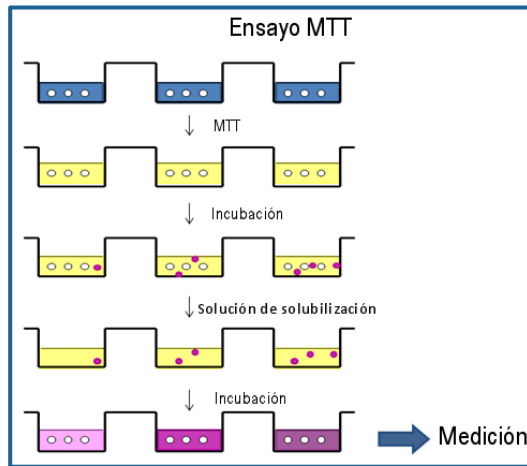 Ensayo MTT
MTT
Incubación
Solución de solubilización
Incubación
Medición